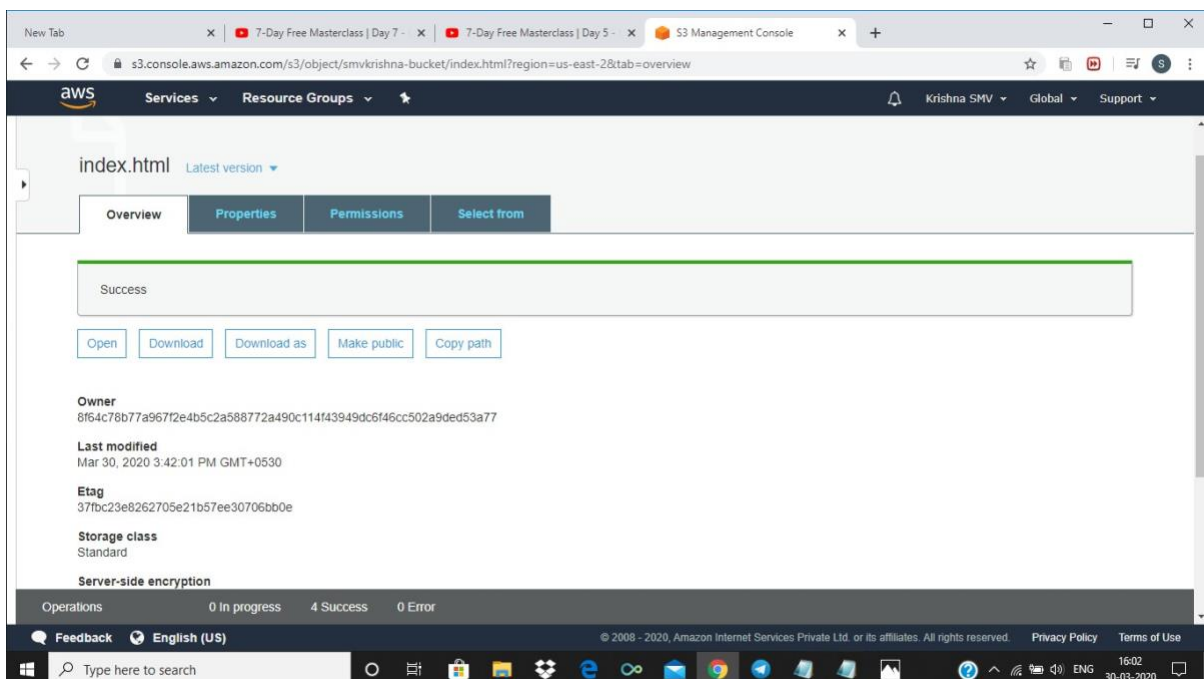 New Tab
7-Day Free Masterclass | Day 7 -
7-Day Free Masterclass | Day 5 -
S3 Management Console
s3.console.aws.amazon.com/s3/object/smvkrishna-bucket/index.html?region=us-east-2&tab=overview
S
aws
Services
Resource Groups
Krishna SMV
Global
Support
index.html
Latest version
Overview
Properties
Permissions
Select from
Success
Open
Download
Download as
Make public
Copy path
Owner
8f64c78b77a967f2e4b5c2a588772a490c114f43949dc6f46cc502a9ded53a77
Last modified
Mar 30, 2020 3:42:01 PM GMT+0530
Etag
37fbc23e8262705e21b57ee30706bb0e
Storage class
Standard
Server-side encryption
Operations
0 In progress
4 Success
0 Error
Feedback
English (US)
© 2008 - 2020, Amazon Internet Services Private Ltd. or its affiliates. All rights reserved.
Privacy Policy
Terms of Use
Type here to search
ENG
16:02
30-03-2020